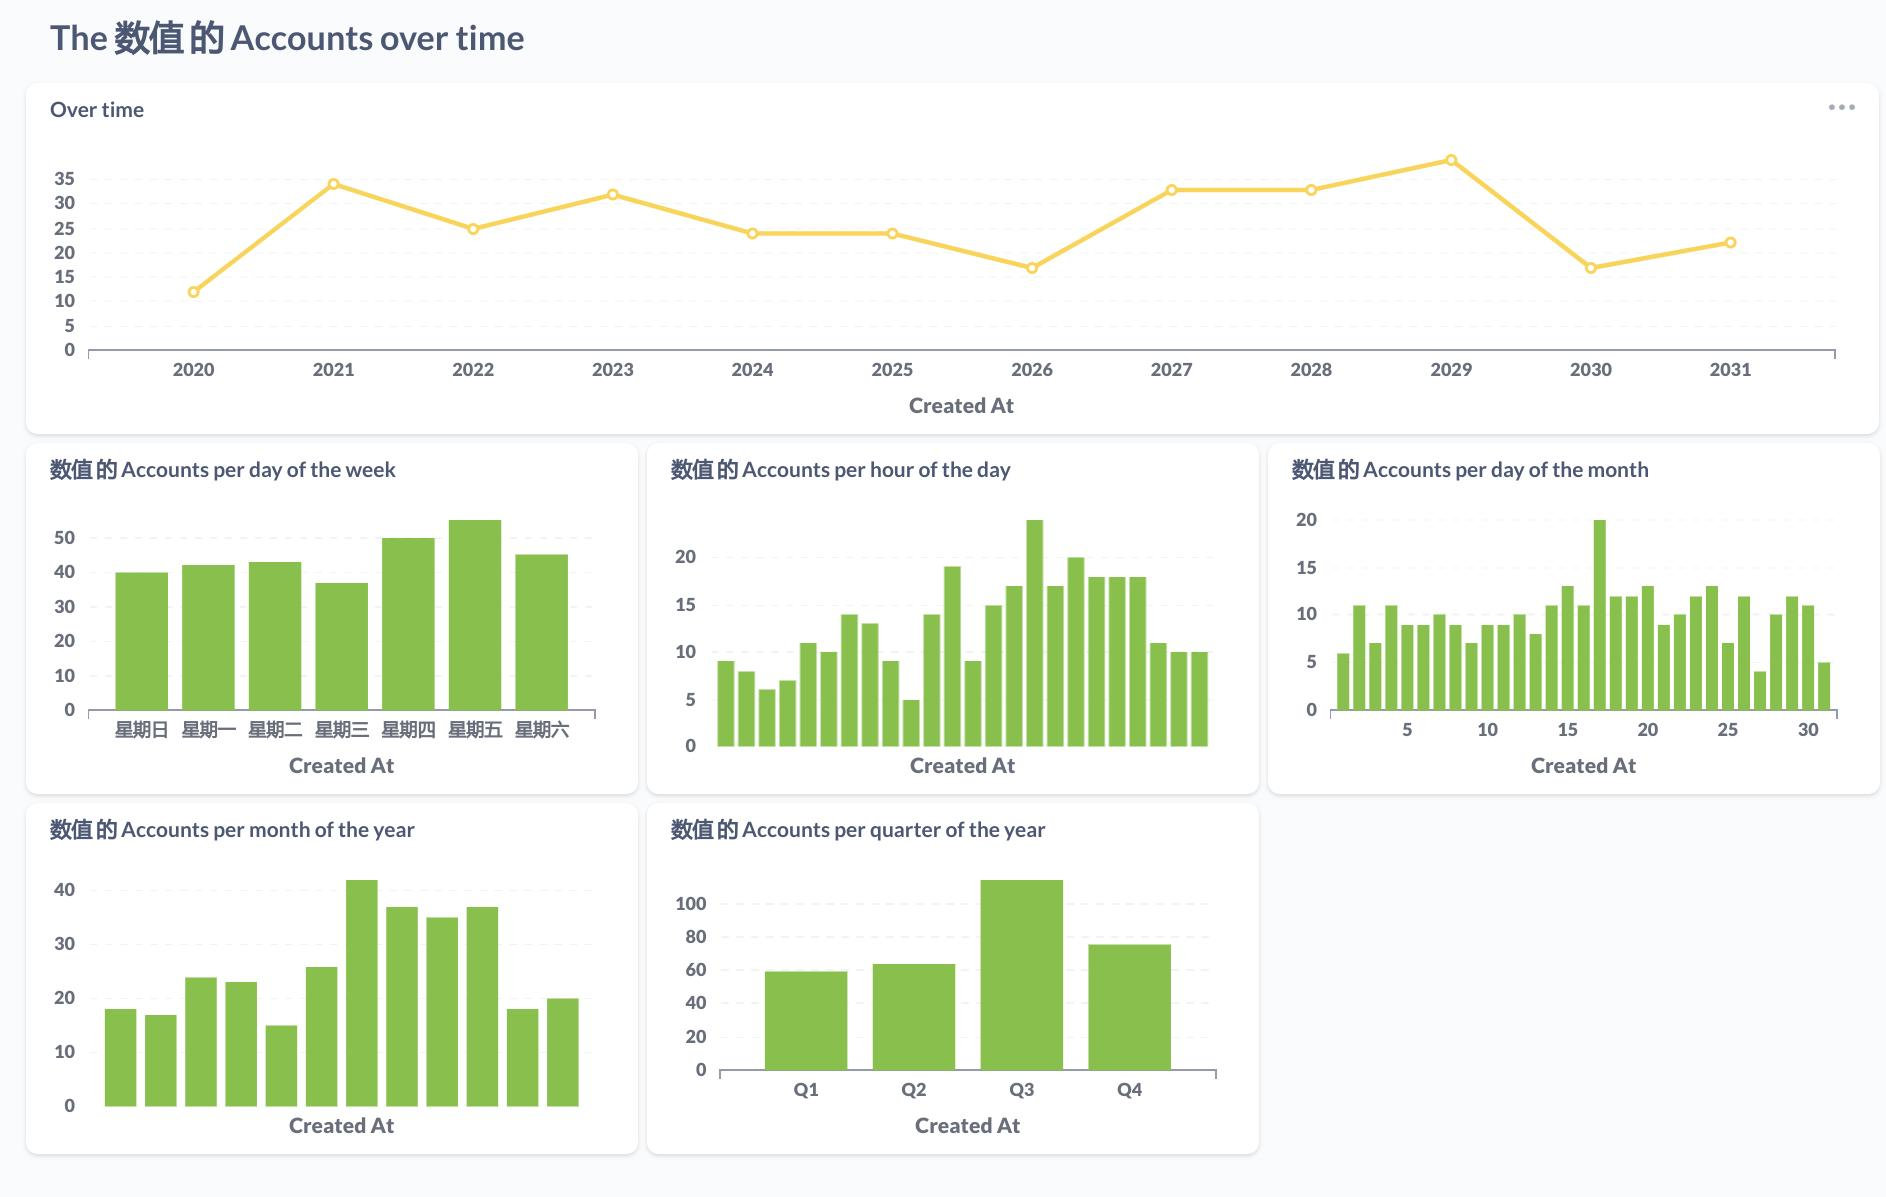 The 数值 的 Accounts over time
Over time
35
30
25
20
15
10
5
0
2020 2021 2022 2023 2024 2025 2026 2027 2028 2029 2030 2031
Created At
数值 的 Accounts per day of the week
50
40
30
20
10
0
星期日 星期一 星期二 星期三 星期四 星期五 星期六
Created At
数值 的 Accounts per hour of the day
20
15
10
5
0
Created At
数值 的 Accounts per day of the month
20
15
10
5
0
5 10 15 20 25 30
Created At
数值 的 Accounts per month of the year
40
30
20
10
0
Created At
数值 的 Accounts per quarter of the year
100
80
60
40
20
0
Q1 Q2 Q3 Q4
Created At